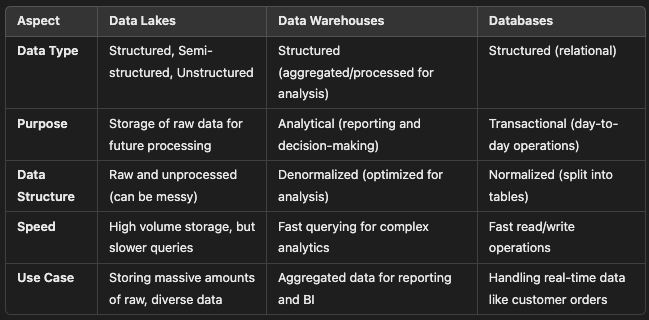 Aspect Data Lakes Data Warehouses Databases
Data Type Structured, Semi- Structured Structured (relational)
structured, Unstructured (aggregated/processed for
analysis)
Purpose Storage of raw data for Analytical (reporting and Transactional (day-to-
future processing decision-making) day operations)
Data Raw and unprocessed Denormalized (optimized for Normalized (split into
Structure (can be messy) analysis) tables)
Speed High volume storage, but Fast querying for complex Fast read/write
slower queries analytics operations
Use Case Storing massive amounts Aggregated data for reporting Handling real-time data
of raw, diverse data and BI like customer orders